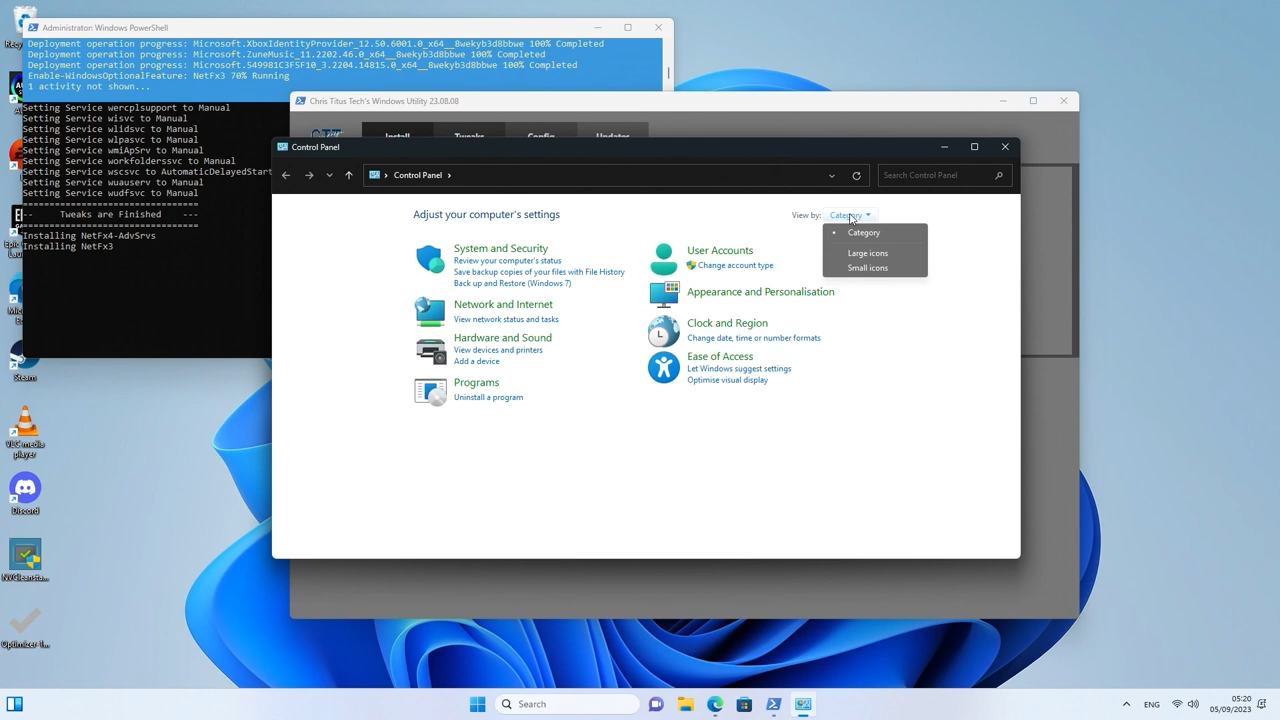 Recy
Administrator: Windows PowerShell
Deployment operation progress: Microsoft.XboxIdentityProvider_12.50.6001.0_x64__8wekyb3d8bbwe 100% Completed
Deployment operation progress: Microsoft.ZuneMusic_11.2202.46.0_x64__8wekyb3d8bbwe 100% Completed
Deployment operation progress: Microsoft.549981C3F5F10_3.2204.14815.0_x64__8wekyb3d8bbwe 100% Completed
Enable-WindowsOptionalFeature: NetFx3 70% Running
1 activity not shown...
Setting Service wercplsupport to Manual
Setting Service wisvc to Manual
Setting Service wlidsvc to Manual
Setting Service wlpasvc to Manual
Setting Service wmiApSrv to Manual
Setting Service workfolderssvc to Manual
Setting Service wscsvc to AutomaticDelayedStart
Setting Service wuauserv to Manual
Setting Service wudfsvc to Manual
=================================
-- Tweaks are Finished ---
=================================
Installing NetFx4-AdvSrvs
Installing NetFx3
Chris Titus Tech's Windows Utility 23.08.08
Install Tweaks Config Updates
Control Panel
Control Panel
Search Control Panel
Adjust your computer's settings
View by: Category
Category
Large icons
Small icons
System and Security
Review your computer's status
Save backup copies of your files with File History
Back up and Restore (Windows 7)
Network and Internet
View network status and tasks
Hardware and Sound
View devices and printers
Add a device
Programs
Uninstall a program
User Accounts
Change account type
Appearance and Personalisation
Clock and Region
Change date, time or number formats
Ease of Access
Let Windows suggest settings
Optimise visual display
Steam
VLC media
player
Discord
NVCleansta...
Optimizer-1...
Search
ENG
05:20
05/09/2023